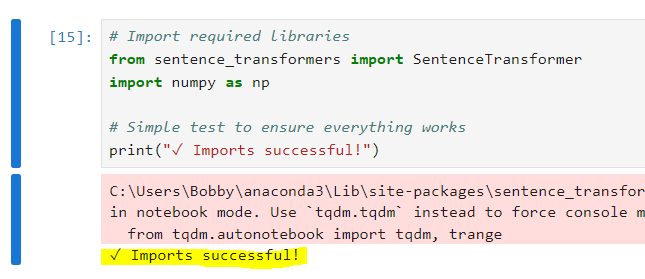 [15]:
# Import required libraries
from sentence_transformers import SentenceTransformer
import numpy as np
# Simple test to ensure everything works
print("✓ Imports successful!")
C:\Users\Bobby\anaconda3\Lib\site-packages\sentence_transfor
in notebook mode. Use `tqdm.tqdm` instead to force console m
from tqdm.autonotebook import tqdm, trange
✓ Imports successful!